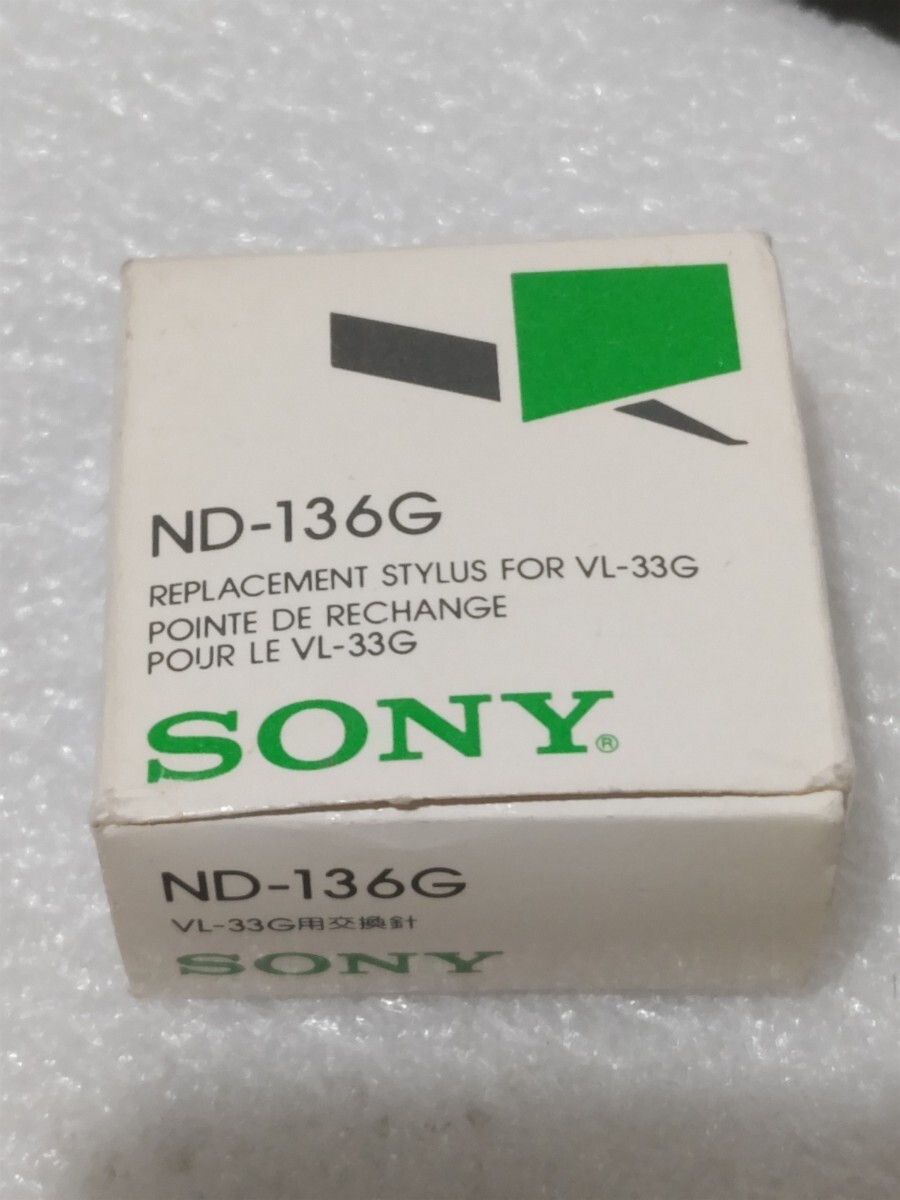 ND-136G
REPLACEMENT STYLUS FOR VL-33G
POINTE DE RECHANGE
POUR LE VL-33G
SONY®
ND-136G
VL-33G用交換針
SONY